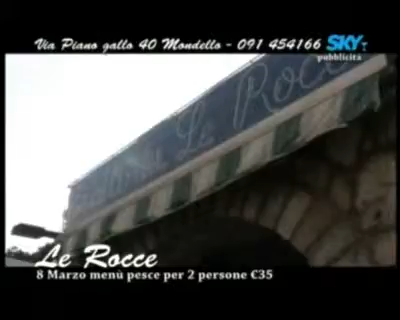 Via Piano gallo 40 Mondello - 091 454166
SKY
pubblicità
Le Rocce
Le Rocce
8 Marzo menù pesce per 2 persone €35